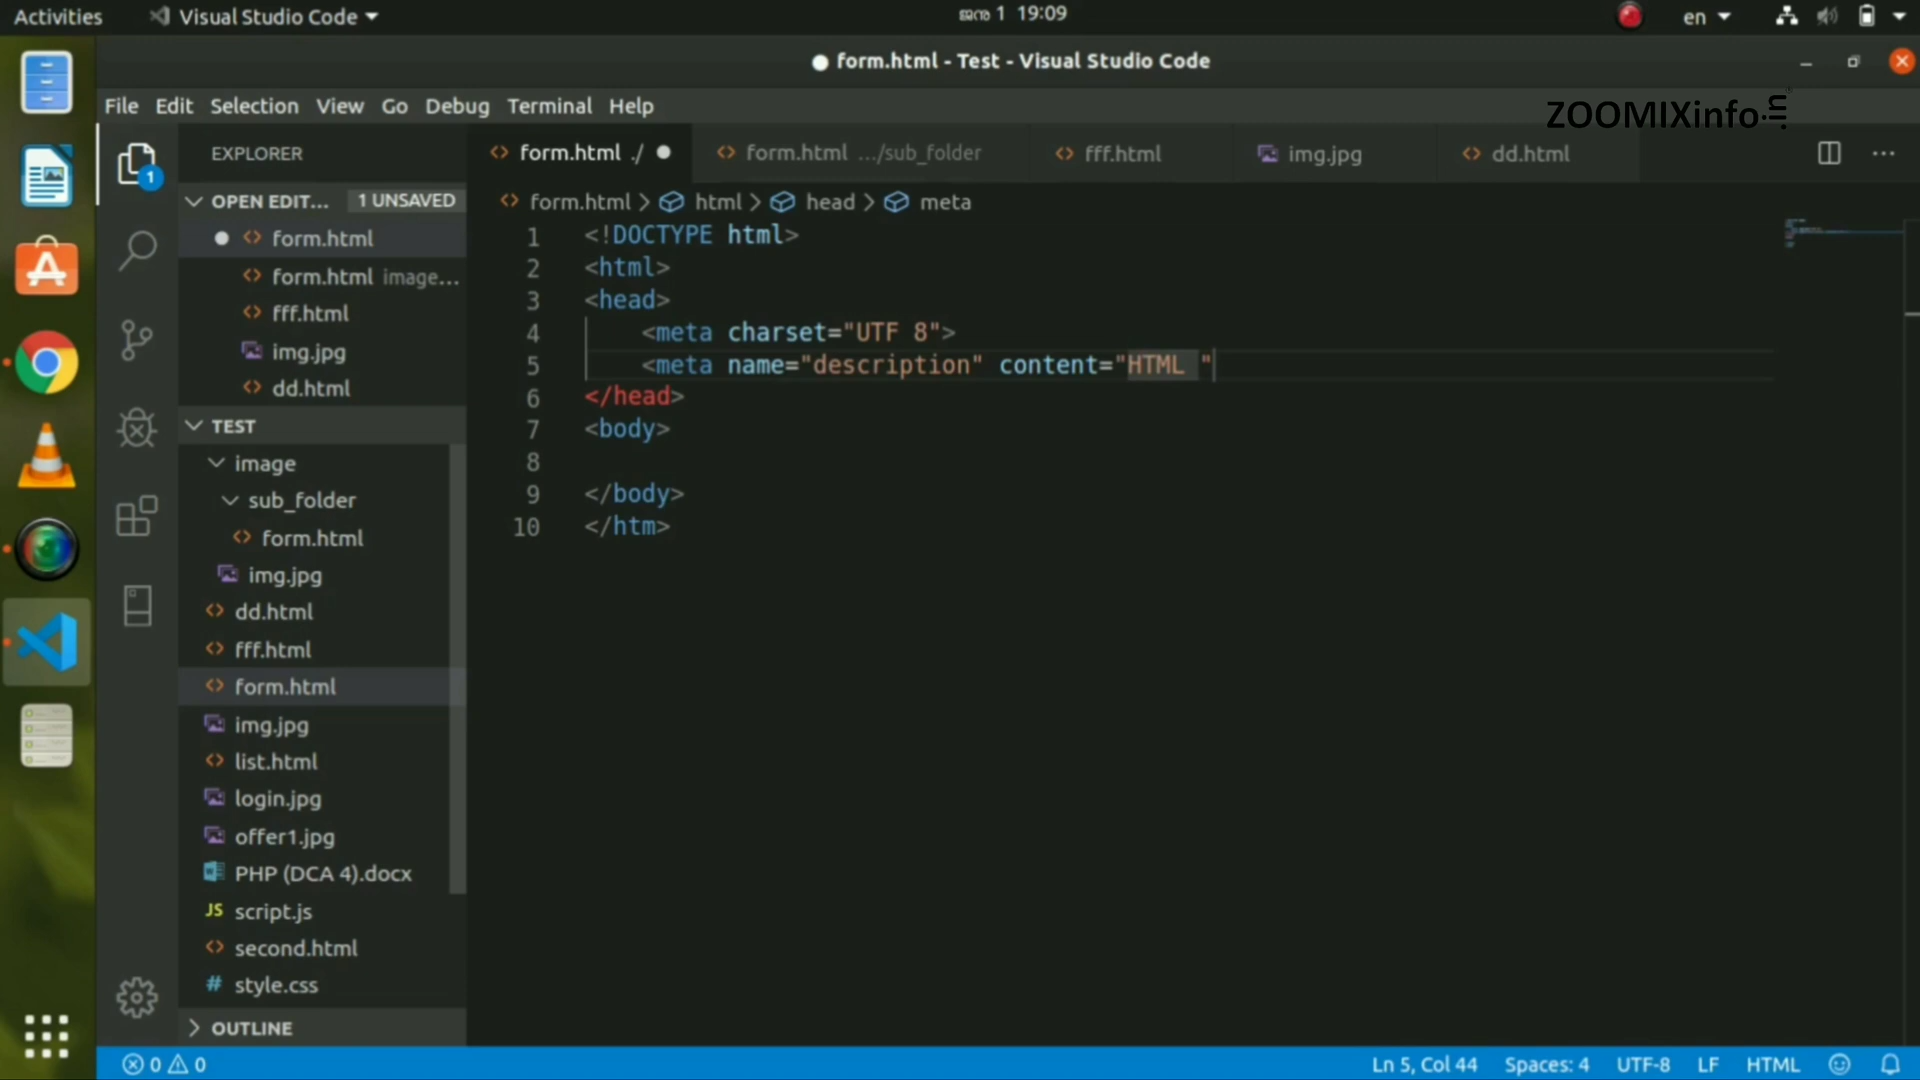 Activities Visual Studio Code ജന 1 19:09 en
form.html - Test - Visual Studio Code
File Edit Selection View Go Debug Terminal Help
ZOOMIXinfo.in
EXPLORER
form.html ./ form.html .../sub_folder fff.html img.jpg dd.html
1
OPEN EDIT... 1 UNSAVED
form.html > html > head > meta
form.html
form.html image...
fff.html
img.jpg
dd.html
1 <!DOCTYPE html>
2 <html>
3 <head>
4 <meta charset="UTF 8">
5 <meta name="description" content="HTML "
6 </head>
7 <body>
8
9 </body>
10 </htm>
TEST
image
sub_folder
form.html
img.jpg
dd.html
fff.html
form.html
img.jpg
list.html
login.jpg
offer1.jpg
PHP (DCA 4).docx
JS script.js
second.html
# style.css
OUTLINE
0 0 Ln 5, Col 44 Spaces: 4 UTF-8 LF HTML